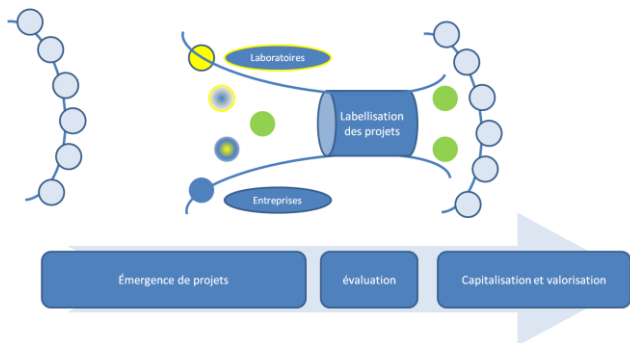 Laboratoires
Labellisation
des projets
Entreprises
Émergence de projets
évaluation
Capitalisation et valorisation